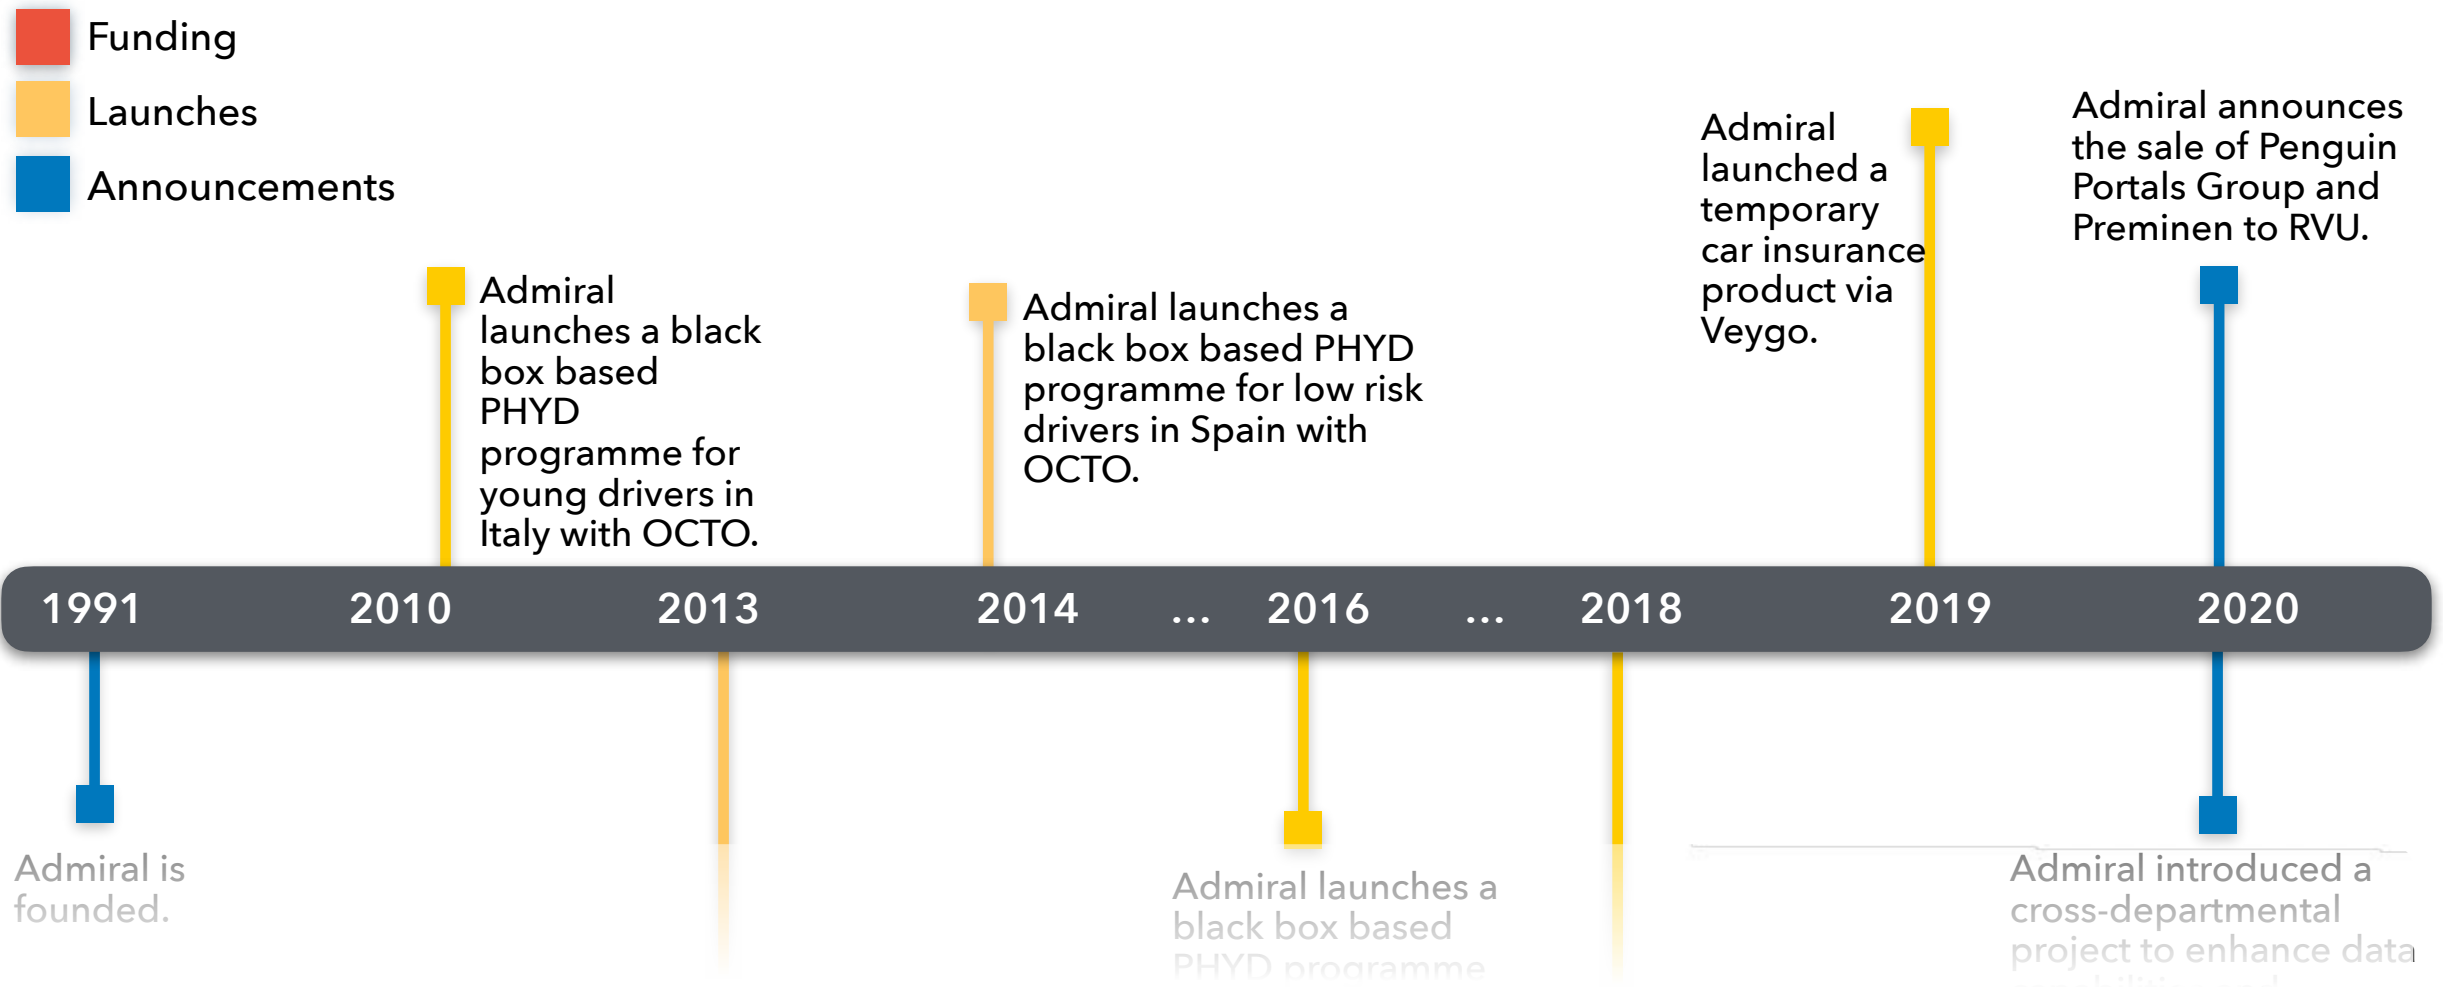 Funding
Launches
Announcements
Admiral
launches a black
box based
PHYD
programme for
young drivers in
Italy with OCTO.
Admiral launches a
black box based PHYD
programme for low risk
drivers in Spain with
OCTO.
Admiral
launched a
temporary
car insurance
product via
Veygo.
Admiral announces
the sale of Penguin
Portals Group and
Preminen to RVU.
1991 2010 2013 2014 ... 2016 ... 2018 2019 2020
Admiral is
founded.
Admiral launches a
black box based
PHYD programme
Admiral introduced a
cross-departmental
project to enhance data